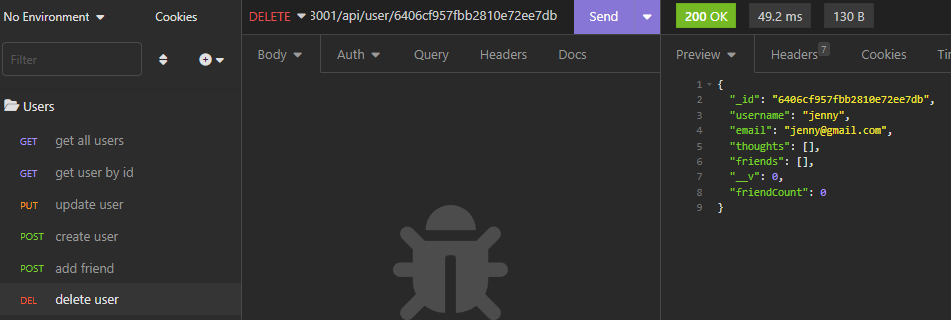 No Environment
Cookies
Filter
Users
GET get all users
GET get user by id
PUT update user
POST create user
POST add friend
DEL delete user
DELETE 3001/api/user/6406cf957fbb2810e72ee7db Send
Body Auth Query Headers Docs
200 OK 49.2 ms 130 B
Preview Headers 7 Cookies Tin
1 {
2 "_id": "6406cf957fbb2810e72ee7db",
3 "username": "jenny",
4 "email": "jenny@gmail.com",
5 "thoughts": [],
6 "friends": [],
7 "__v": 0,
8 "friendCount": 0
9 }